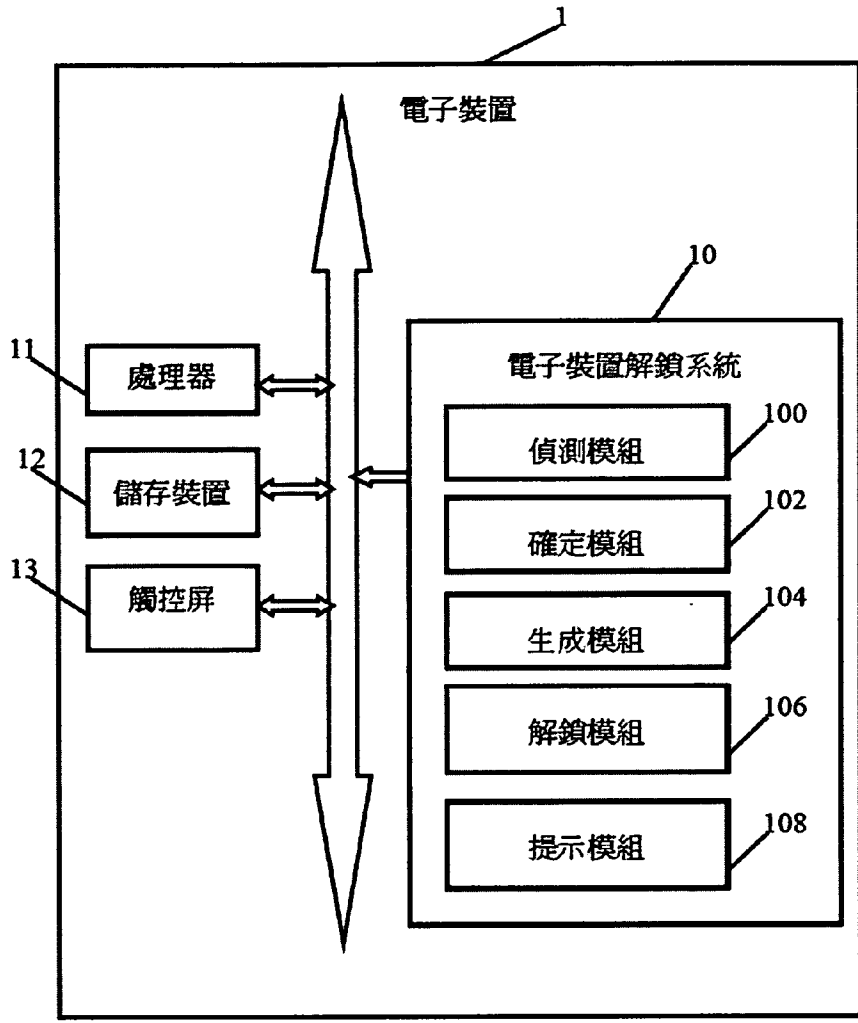 1
電子裝置
10
電子裝置解鎖系統
11
處理器
12
儲存裝置
13
觸控屏
偵測模組
100
確定模組
102
生成模組
104
解鎖模組
106
提示模組
108